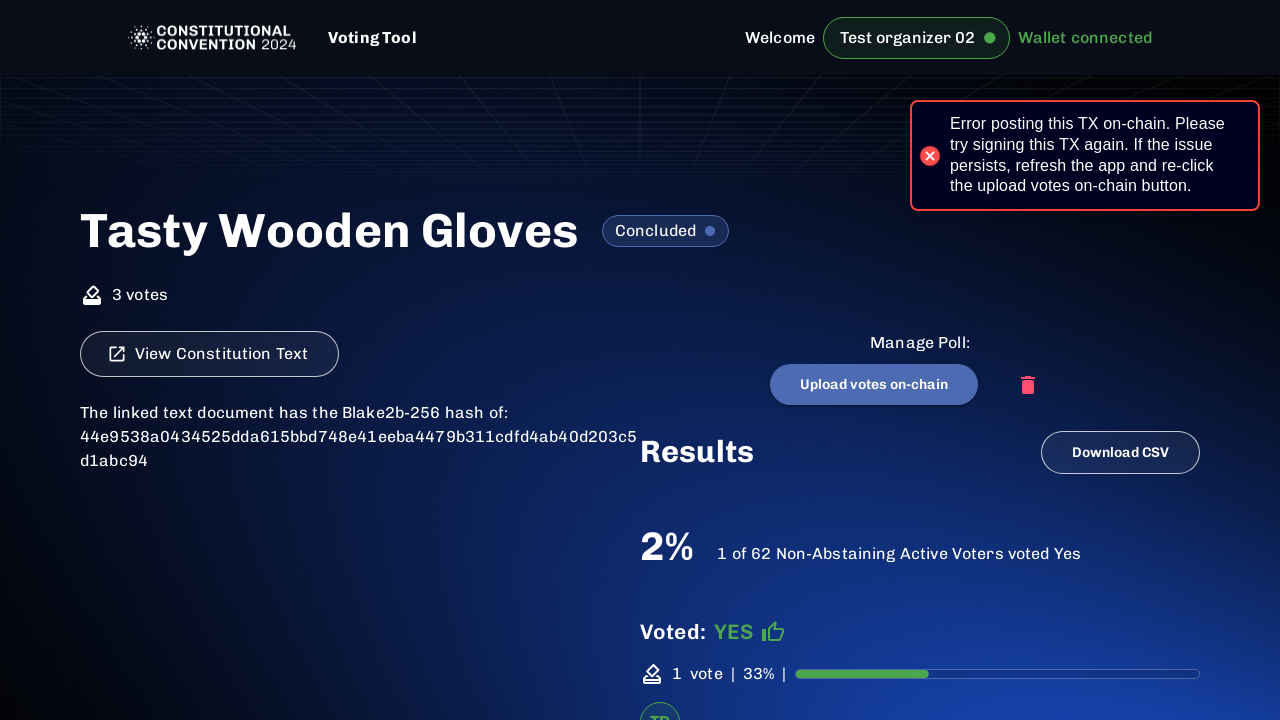 CONSTITUTIONAL
CONVENTION 2024
Voting Tool
Welcome
Test organizer 02
Wallet connected
Error posting this TX on-chain. Please
try signing this TX again. If the issue
persists, refresh the app and re-click
the upload votes on-chain button.
Tasty Wooden Gloves
Concluded
3 votes
View Constitution Text
Manage Poll:
Upload votes on-chain
The linked text document has the Blake2b-256 hash of:
44e9538a0434525dda615bbd748e41eeba4479b311cdfd4ab40d203c5
d1abc94
Results
Download CSV
2%
1 of 62 Non-Abstaining Active Voters voted Yes
Voted: YES
1 vote | 33% |